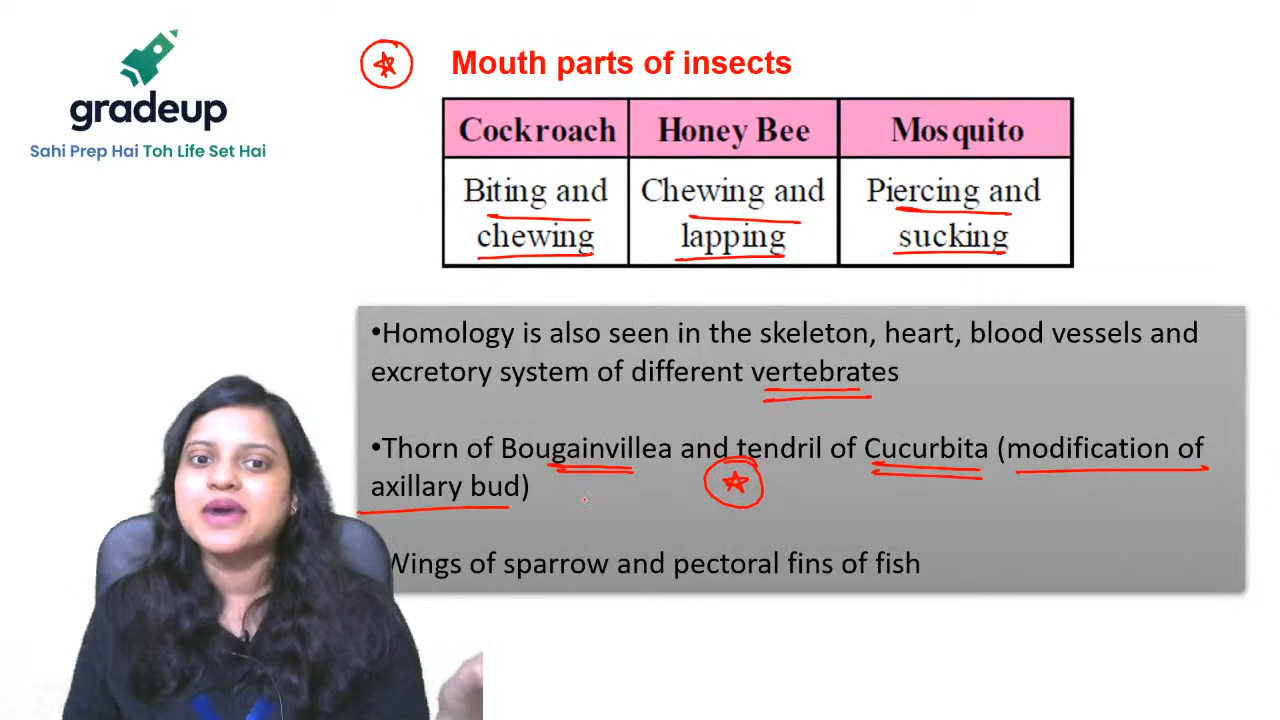 gradeup
Sahi Prep Hai Toh Life Set Hai
Mouth parts of insects
Cockroach Honey Bee Mosquito
Biting and Chewing and Piercing and
chewing lapping sucking
•Homology is also seen in the skeleton, heart, blood vessels and
excretory system of different vertebrates
•Thorn of Bougainvillea and tendril of Cucurbita (modification of
axillary bud)
Wings of sparrow and pectoral fins of fish